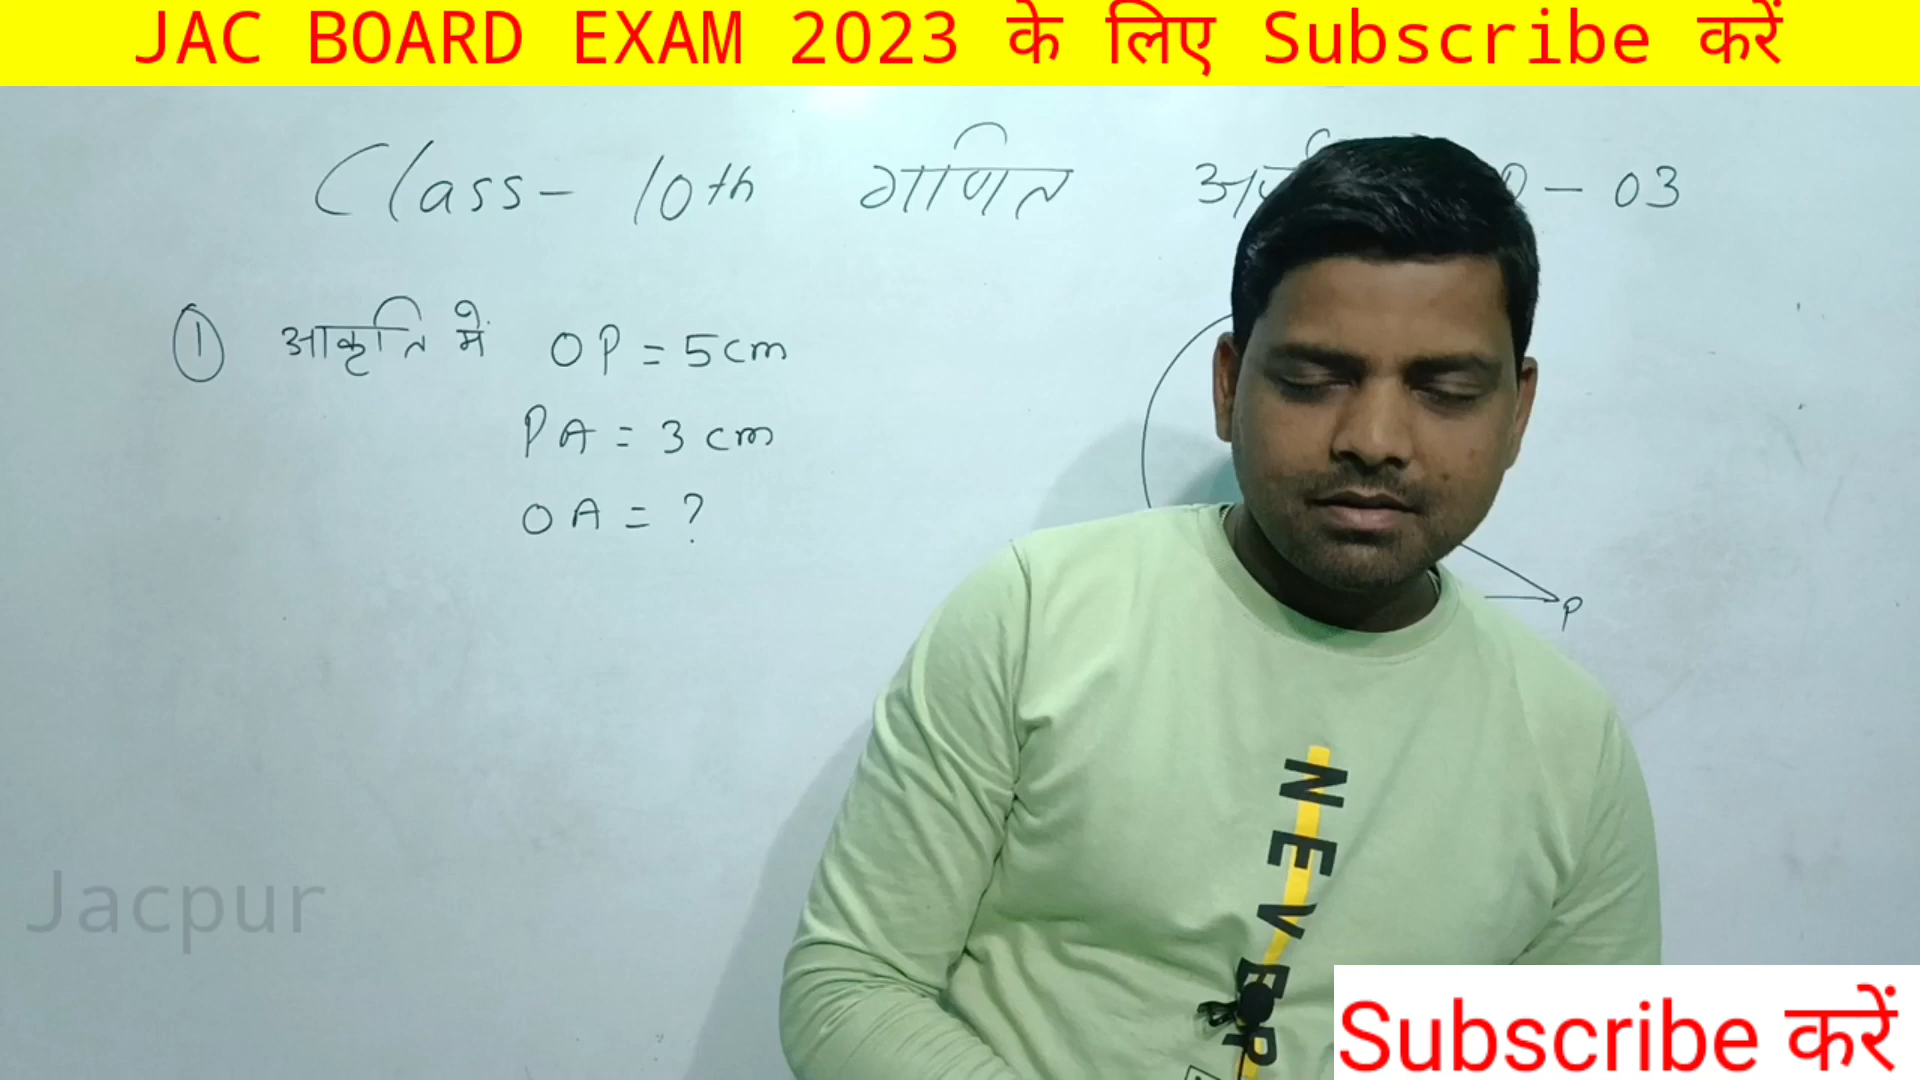 JAC BOARD EXAM 2023 के लिए Subscribe करें
Class- 10th गणित - 03
① आकृति में OP = 5cm
PA = 3 cm
OA = ?
P
Jacpur
NEVER
Subscribe करें